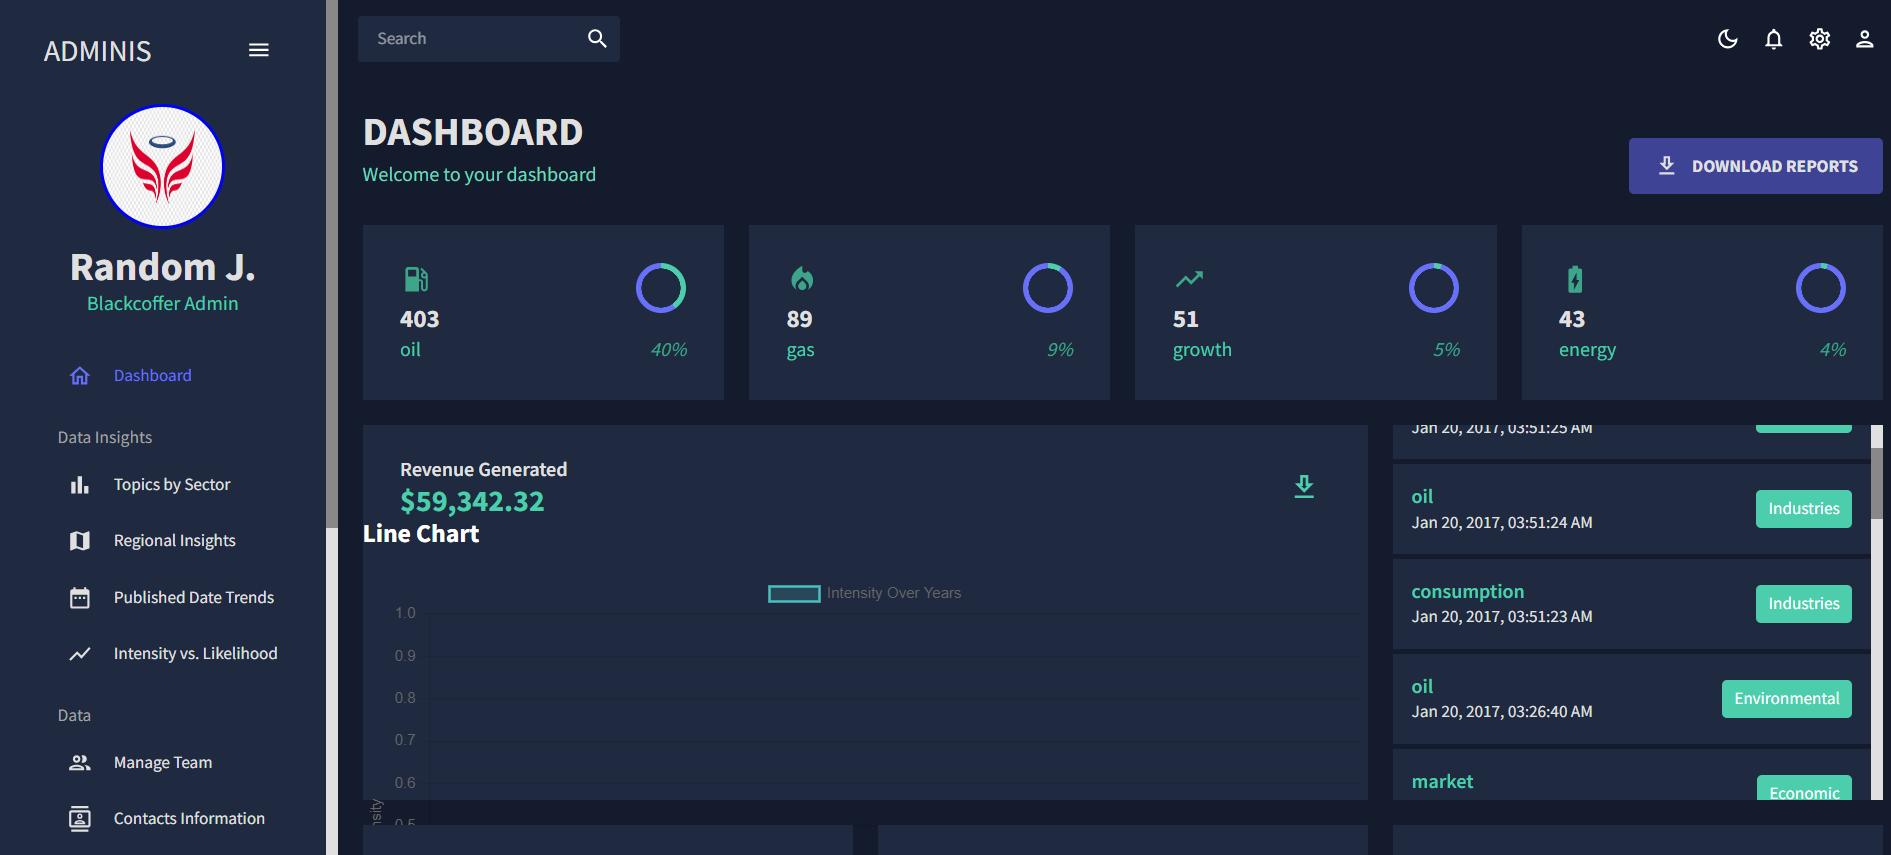 ADMINIS
Random J.
Blackcoffer Admin
Dashboard
Data Insights
Topics by Sector
Regional Insights
Published Date Trends
Intensity vs. Likelihood
Data
Manage Team
Contacts Information
Search
DASHBOARD
Welcome to your dashboard
DOWNLOAD REPORTS
403
oil
40%
89
gas
9%
51
growth
5%
43
energy
4%
Revenue Generated
$59,342.32
Line Chart
Intensity Over Years
1.0
0.9
0.8
0.7
0.6
0.5
Jan 20, 2017, 03:51:25 AM
oil
Jan 20, 2017, 03:51:24 AM
Industries
consumption
Jan 20, 2017, 03:51:23 AM
Industries
oil
Jan 20, 2017, 03:26:40 AM
Environmental
market
Economic